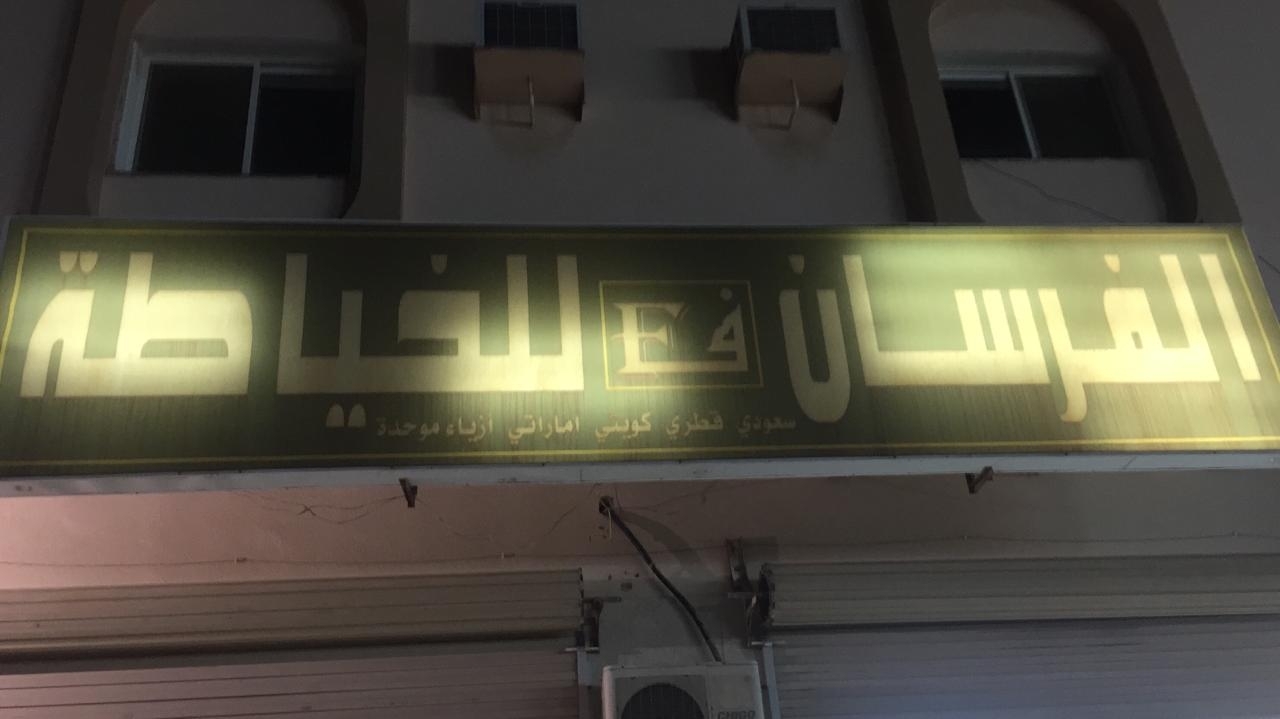 الفرسان ف F للخياطة
سعودي قطري كويتي اماراتي ازياء موحدة